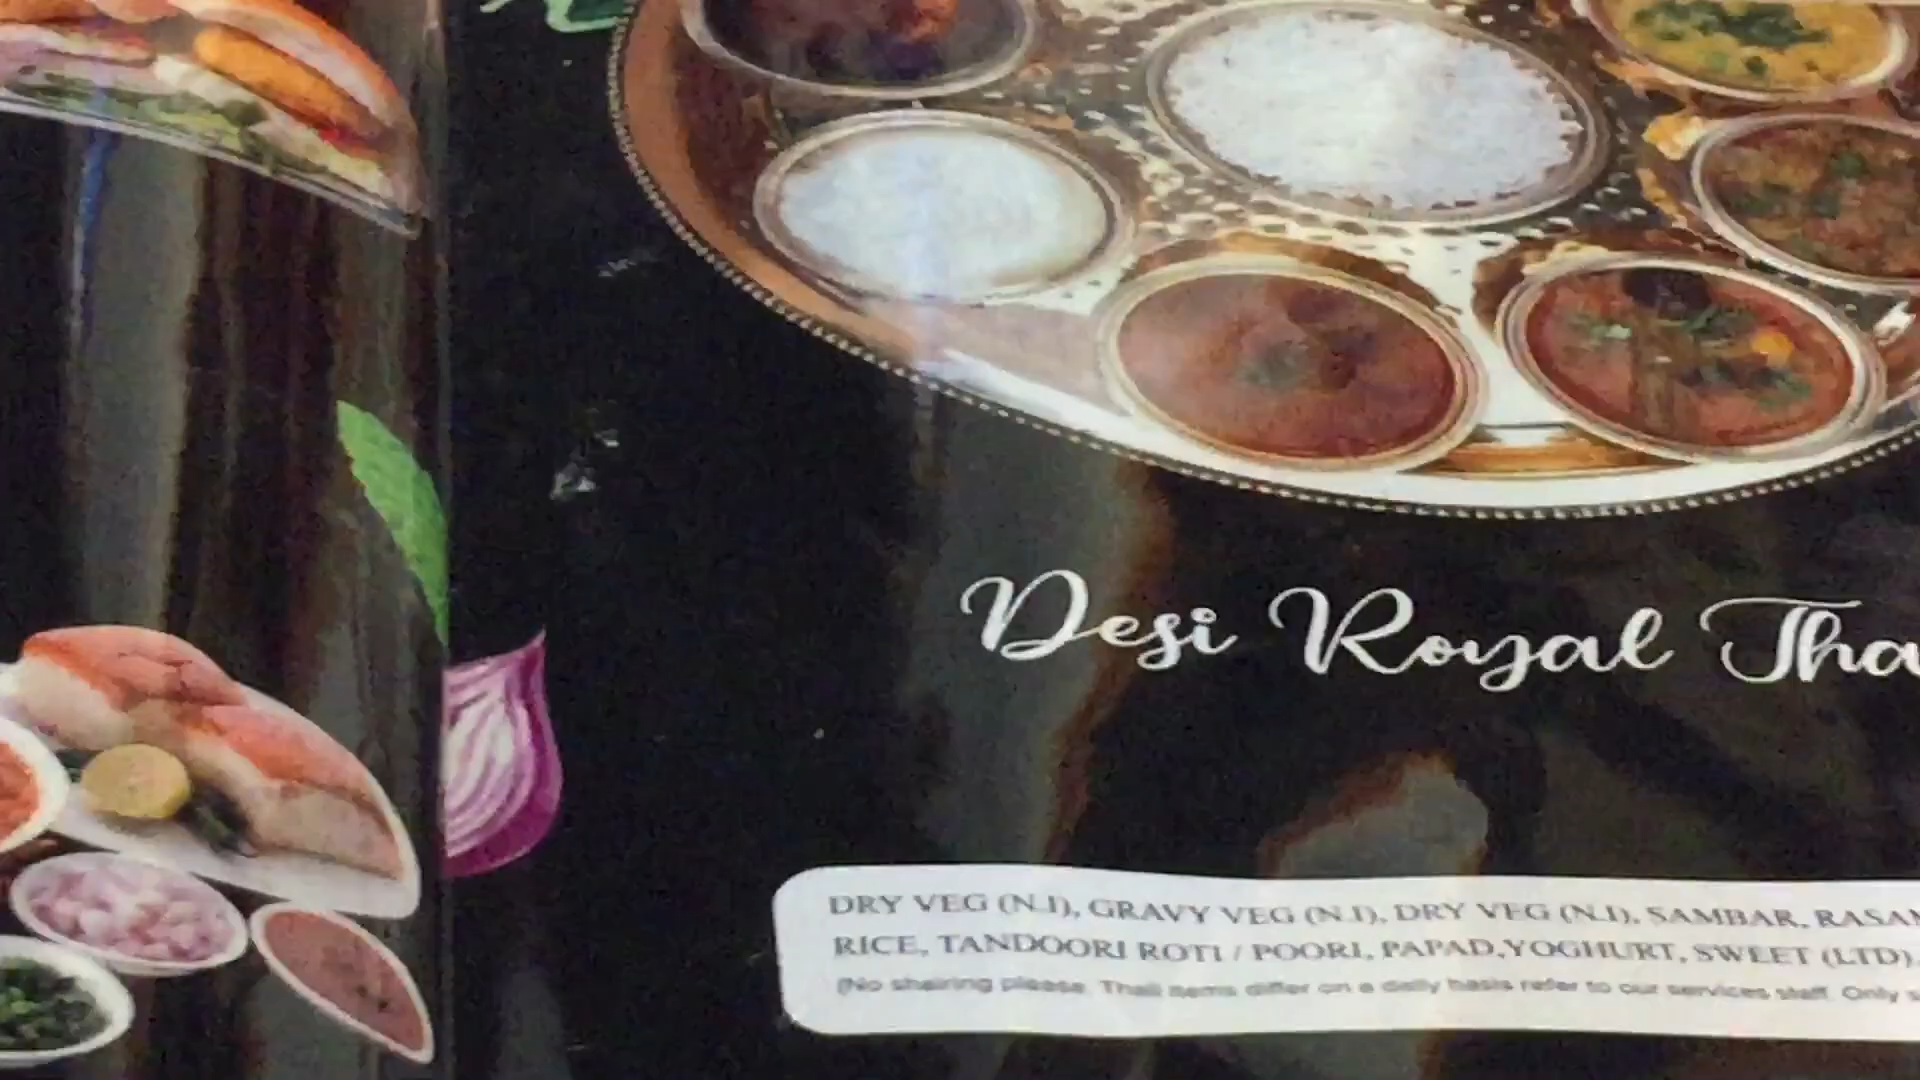 Desi Royal Tha
DRY VEG (N.I), GRAVY VEG (N.I), DRY VEG (N.I), SAMBAR, RASAM
RICE, TANDOORI ROTI / POORI, PAPAD,YOGHURT, SWEET (LTD),
(No shairing please. Thali items differ on a daily basis refer to our services staff. Only s